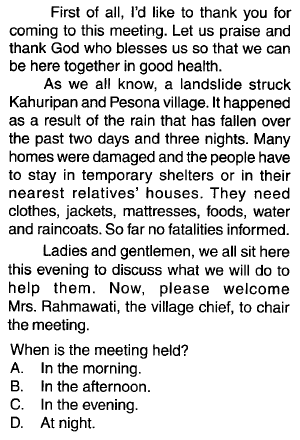 First of all, I'd like to thank you for
coming to this meeting. Let us praise and
thank God who blesses us so that we can
be here together in good health.
As we all know, a landslide struck
Kahuripan and Pesona village. It happened
as a result of the rain that has fallen over
the past two days and three nights. Many
homes were damaged and the people have
to stay in temporary shelters or in their
nearest relatives' houses. They need
clothes, jackets, mattresses, foods, water
and raincoats. So far no fatalities informed.
Ladies and gentlemen, we all sit here
this evening to discuss what we will do to
help them. Now, please welcome
Mrs. Rahmawati, the village chief, to chair
the meeting.
When is the meeting held?
A. In the morning.
B. In the afternoon.
C. In the evening.
D. At night.